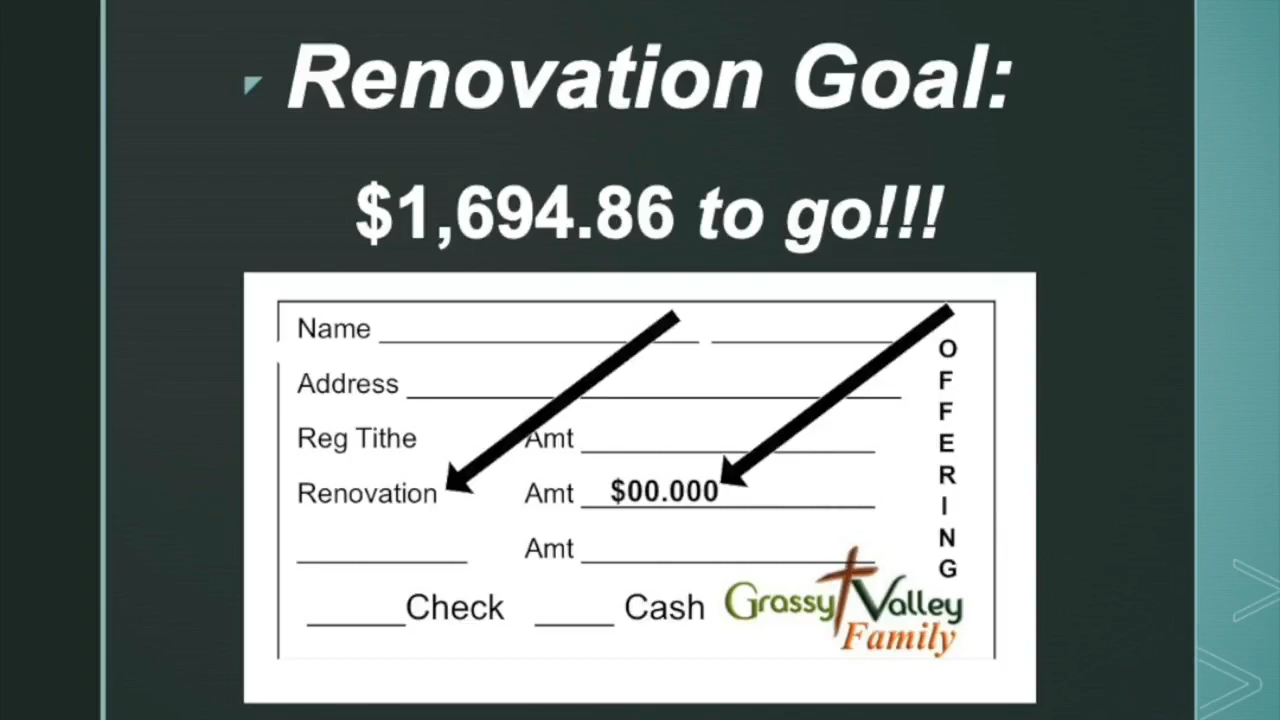 Renovation Goal:
$1,694.86 to go!!!
Name
Address
Reg Tithe Amt
Renovation Amt $00.000
Amt
Check Cash
OFFERING
Grassy Valley
Family